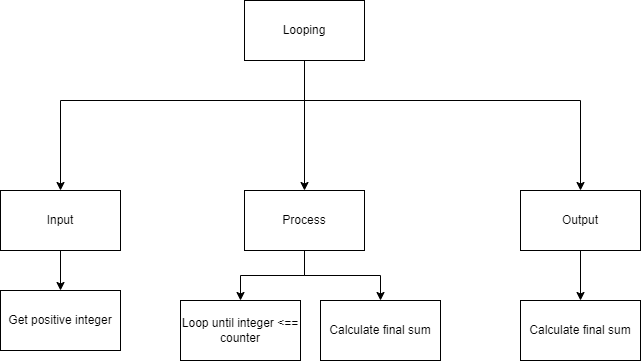 Looping
Input
Process
Output
Get positive integer
Loop until integer <==
counter
Calculate final sum
Calculate final sum